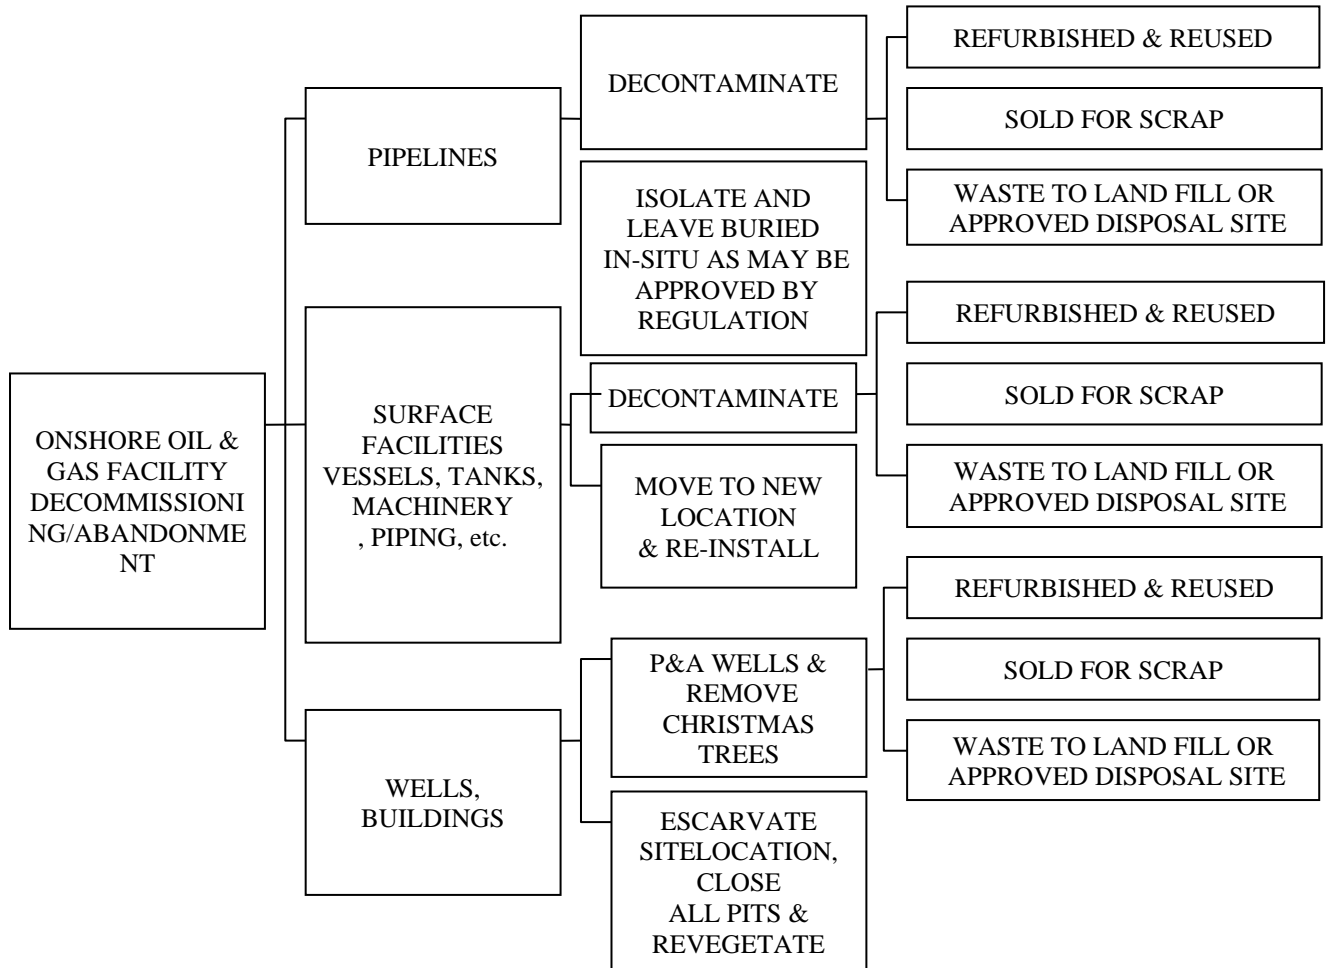 ONSHORE OIL &
GAS FACILITY
DECOMMISSIONI
NG/ABANDONME
NT
PIPELINES
DECONTAMINATE
REFURBISHED & REUSED
SOLD FOR SCRAP
WASTE TO LAND FILL OR
APPROVED DISPOSAL SITE
ISOLATE AND
LEAVE BURIED
IN-SITU AS MAY BE
APPROVED BY
REGULATION
SURFACE
FACILITIES
VESSELS, TANKS,
MACHINERY
, PIPING, etc.
DECONTAMINATE
REFURBISHED & REUSED
SOLD FOR SCRAP
WASTE TO LAND FILL OR
APPROVED DISPOSAL SITE
MOVE TO NEW
LOCATION
& RE-INSTALL
WELLS,
BUILDINGS
P&A WELLS &
REMOVE
CHRISTMAS
TREES
REFURBISHED & REUSED
SOLD FOR SCRAP
WASTE TO LAND FILL OR
APPROVED DISPOSAL SITE
ESCARVATE
SITELOCATION,
CLOSE
ALL PITS &
REVEGETATE